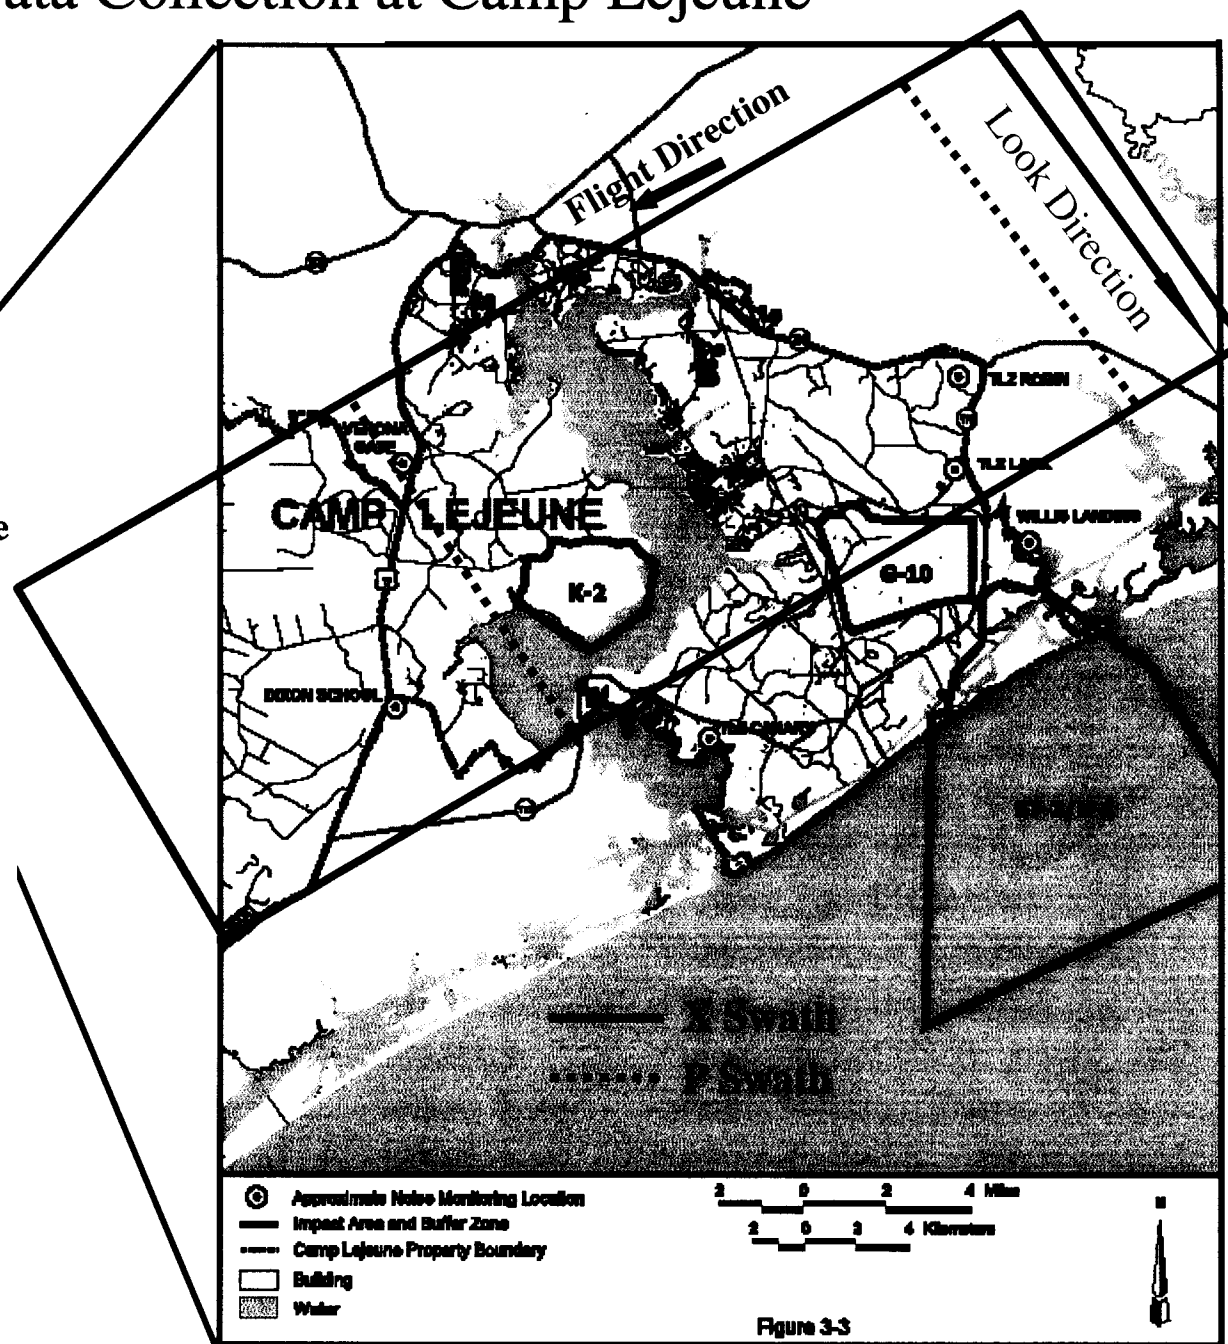 ata Collection at Camp Lejeune
Flight Direction
Look Direction
TLZ ROBIN
VERONA
TLZ LARK
CAMP LEJEUNE
WILLIS LANDING
e
G-10
K-2
DIXON SCHOOL
X Swath
P Swath
Approximate Noise Monitoring Location
Impact Area and Buffer Zone
Camp Lejeune Property Boundary
Building
Water
2 0 2 4 Miles
2 0 2 4 Kilometers
N
Figure 3-3